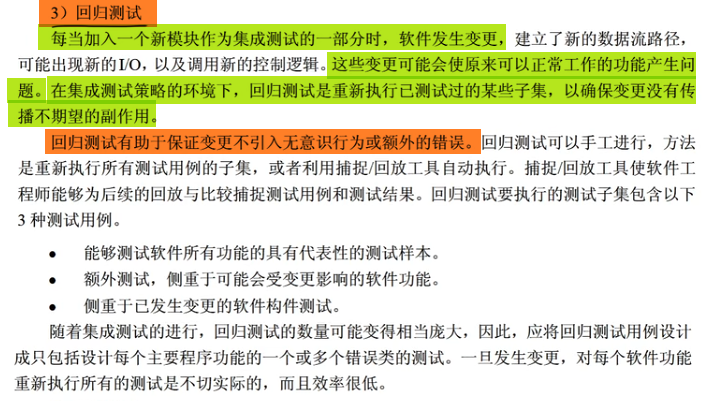 3）回归测试
每当加入一个新模块作为集成测试的一部分时，软件发生变更，建立了新的数据流路径，
可能出现新的I/O，以及调用新的控制逻辑。这些变更可能会使原来可以正常工作的功能产生问
题。在集成测试策略的环境下，回归测试是重新执行已测试过的某些子集，以确保变更没有传
播不期望的副作用。
回归测试有助于保证变更不引入无意识行为或额外的错误。回归测试可以手工进行，方法
是重新执行所有测试用例的子集，或者利用捕捉/回放工具自动执行。捕捉/回放工具使软件工
程师能够为后续的回放与比较捕捉测试用例和测试结果。回归测试要执行的测试子集包含以下
3 种测试用例。
● 能够测试软件所有功能的具有代表性的测试样本。
● 额外测试，侧重于可能会受变更影响的软件功能。
● 侧重于已发生变更的软件构件测试。
随着集成测试的进行，回归测试的数量可能变得相当庞大，因此，应将回归测试用例设计
成只包括设计每个主要程序功能的一个或多个错误类的测试。一旦发生变更，对每个软件功能
重新执行所有的测试是不切实际的，而且效率很低。